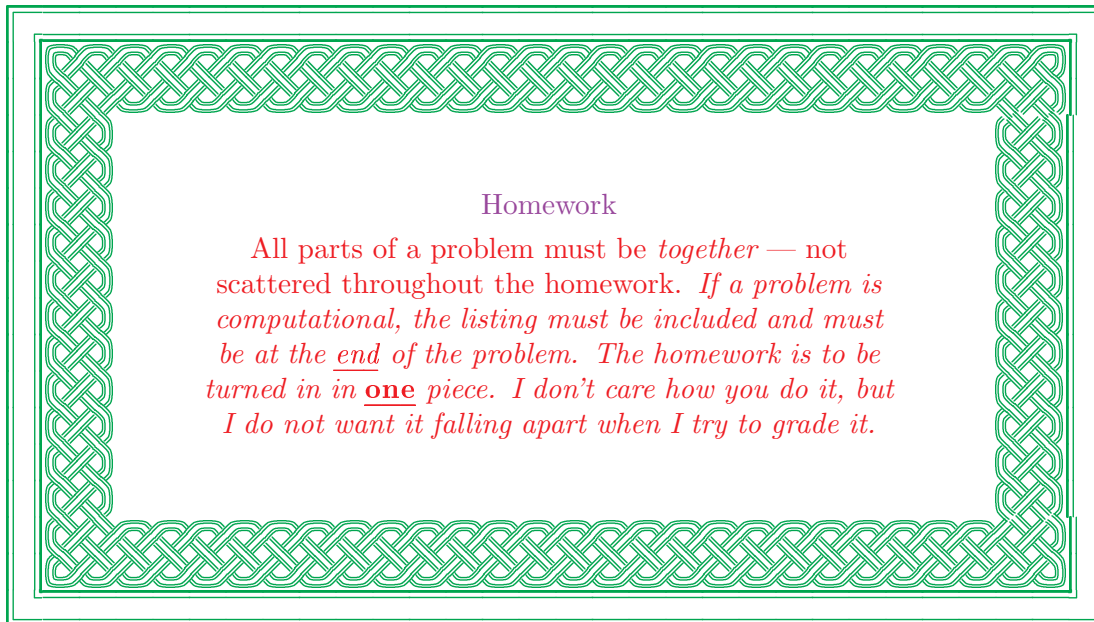 Homework
All parts of a problem must be together — not
scattered throughout the homework. If a problem is
computational, the listing must be included and must
be at the end of the problem. The homework is to be
turned in in one piece. I don't care how you do it, but
I do not want it falling apart when I try to grade it.